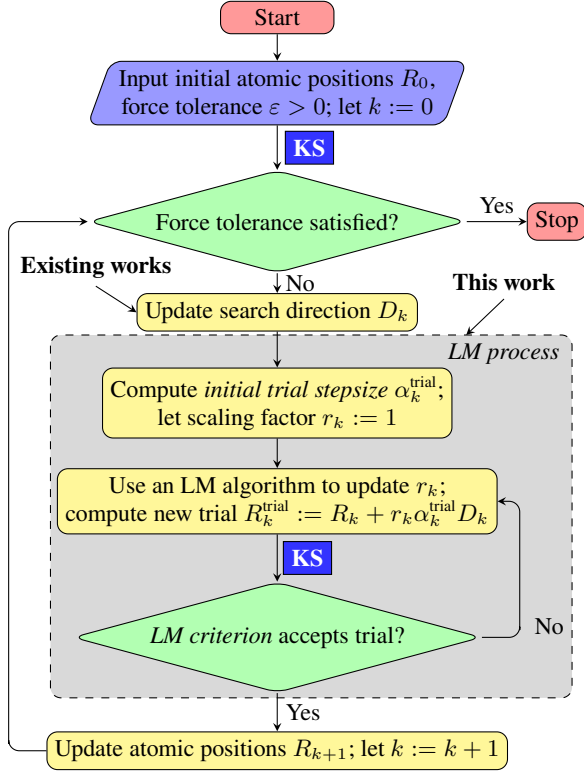 Start
Input initial atomic positions R_0,
force tolerance ε > 0; let k := 0
KS
Force tolerance satisfied?
Yes
Stop
No
Existing works
Update search direction D_k
This work
LM process
Compute initial trial stepsize α_k^trial;
let scaling factor r_k := 1
Use an LM algorithm to update r_k;
compute new trial R_k^trial := R_k + r_k α_k^trial D_k
KS
LM criterion accepts trial?
No
Yes
Update atomic positions R_{k+1}; let k := k + 1